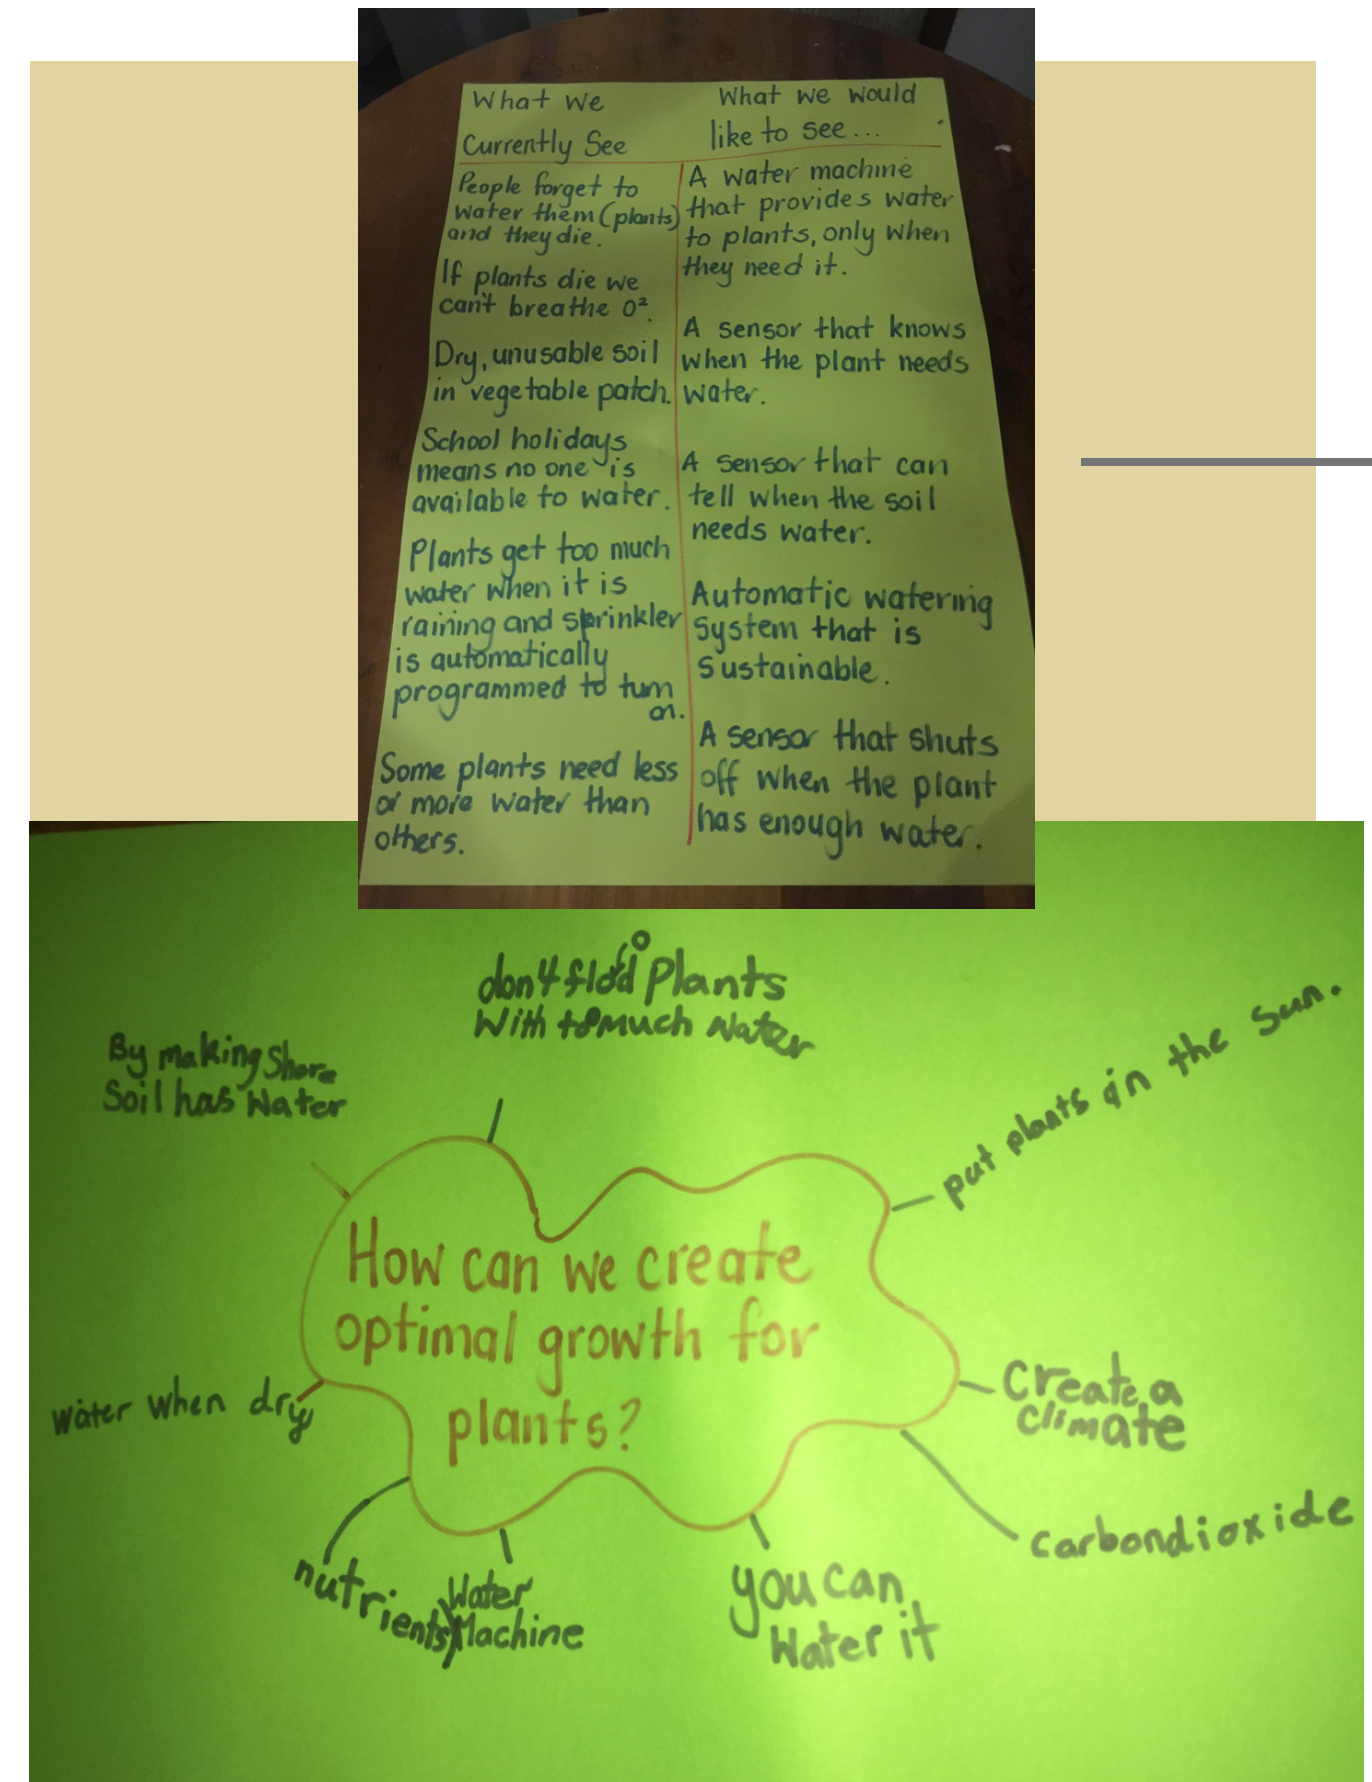 What we
Currently See
People forget to
water them (plants)
and they die.
If plants die we
can't breathe O².
Dry, unusable soil
in vegetable patch.
School holidays
means no one is
available to water.
Plants get too much
water when it is
raining and sprinkler
is automatically
programmed to turn
on.
Some plants need less
or more water than
others.
What we would
like to see...
A water machine
that provides water
to plants, only when
they need it.
A sensor that knows
when the plant needs
water.
A sensor that can
tell when the soil
needs water.
Automatic watering
system that is
sustainable.
A sensor that shuts
off when the plant
has enough water.
don4 flood Plants
With to much water
By making Shore
Soil has water
put plants in the sun.
How can we create
optimal growth for
plants?
water when dry
Create a
climate
carbondioxide
nutrients
Water
Machine
you can
Water it